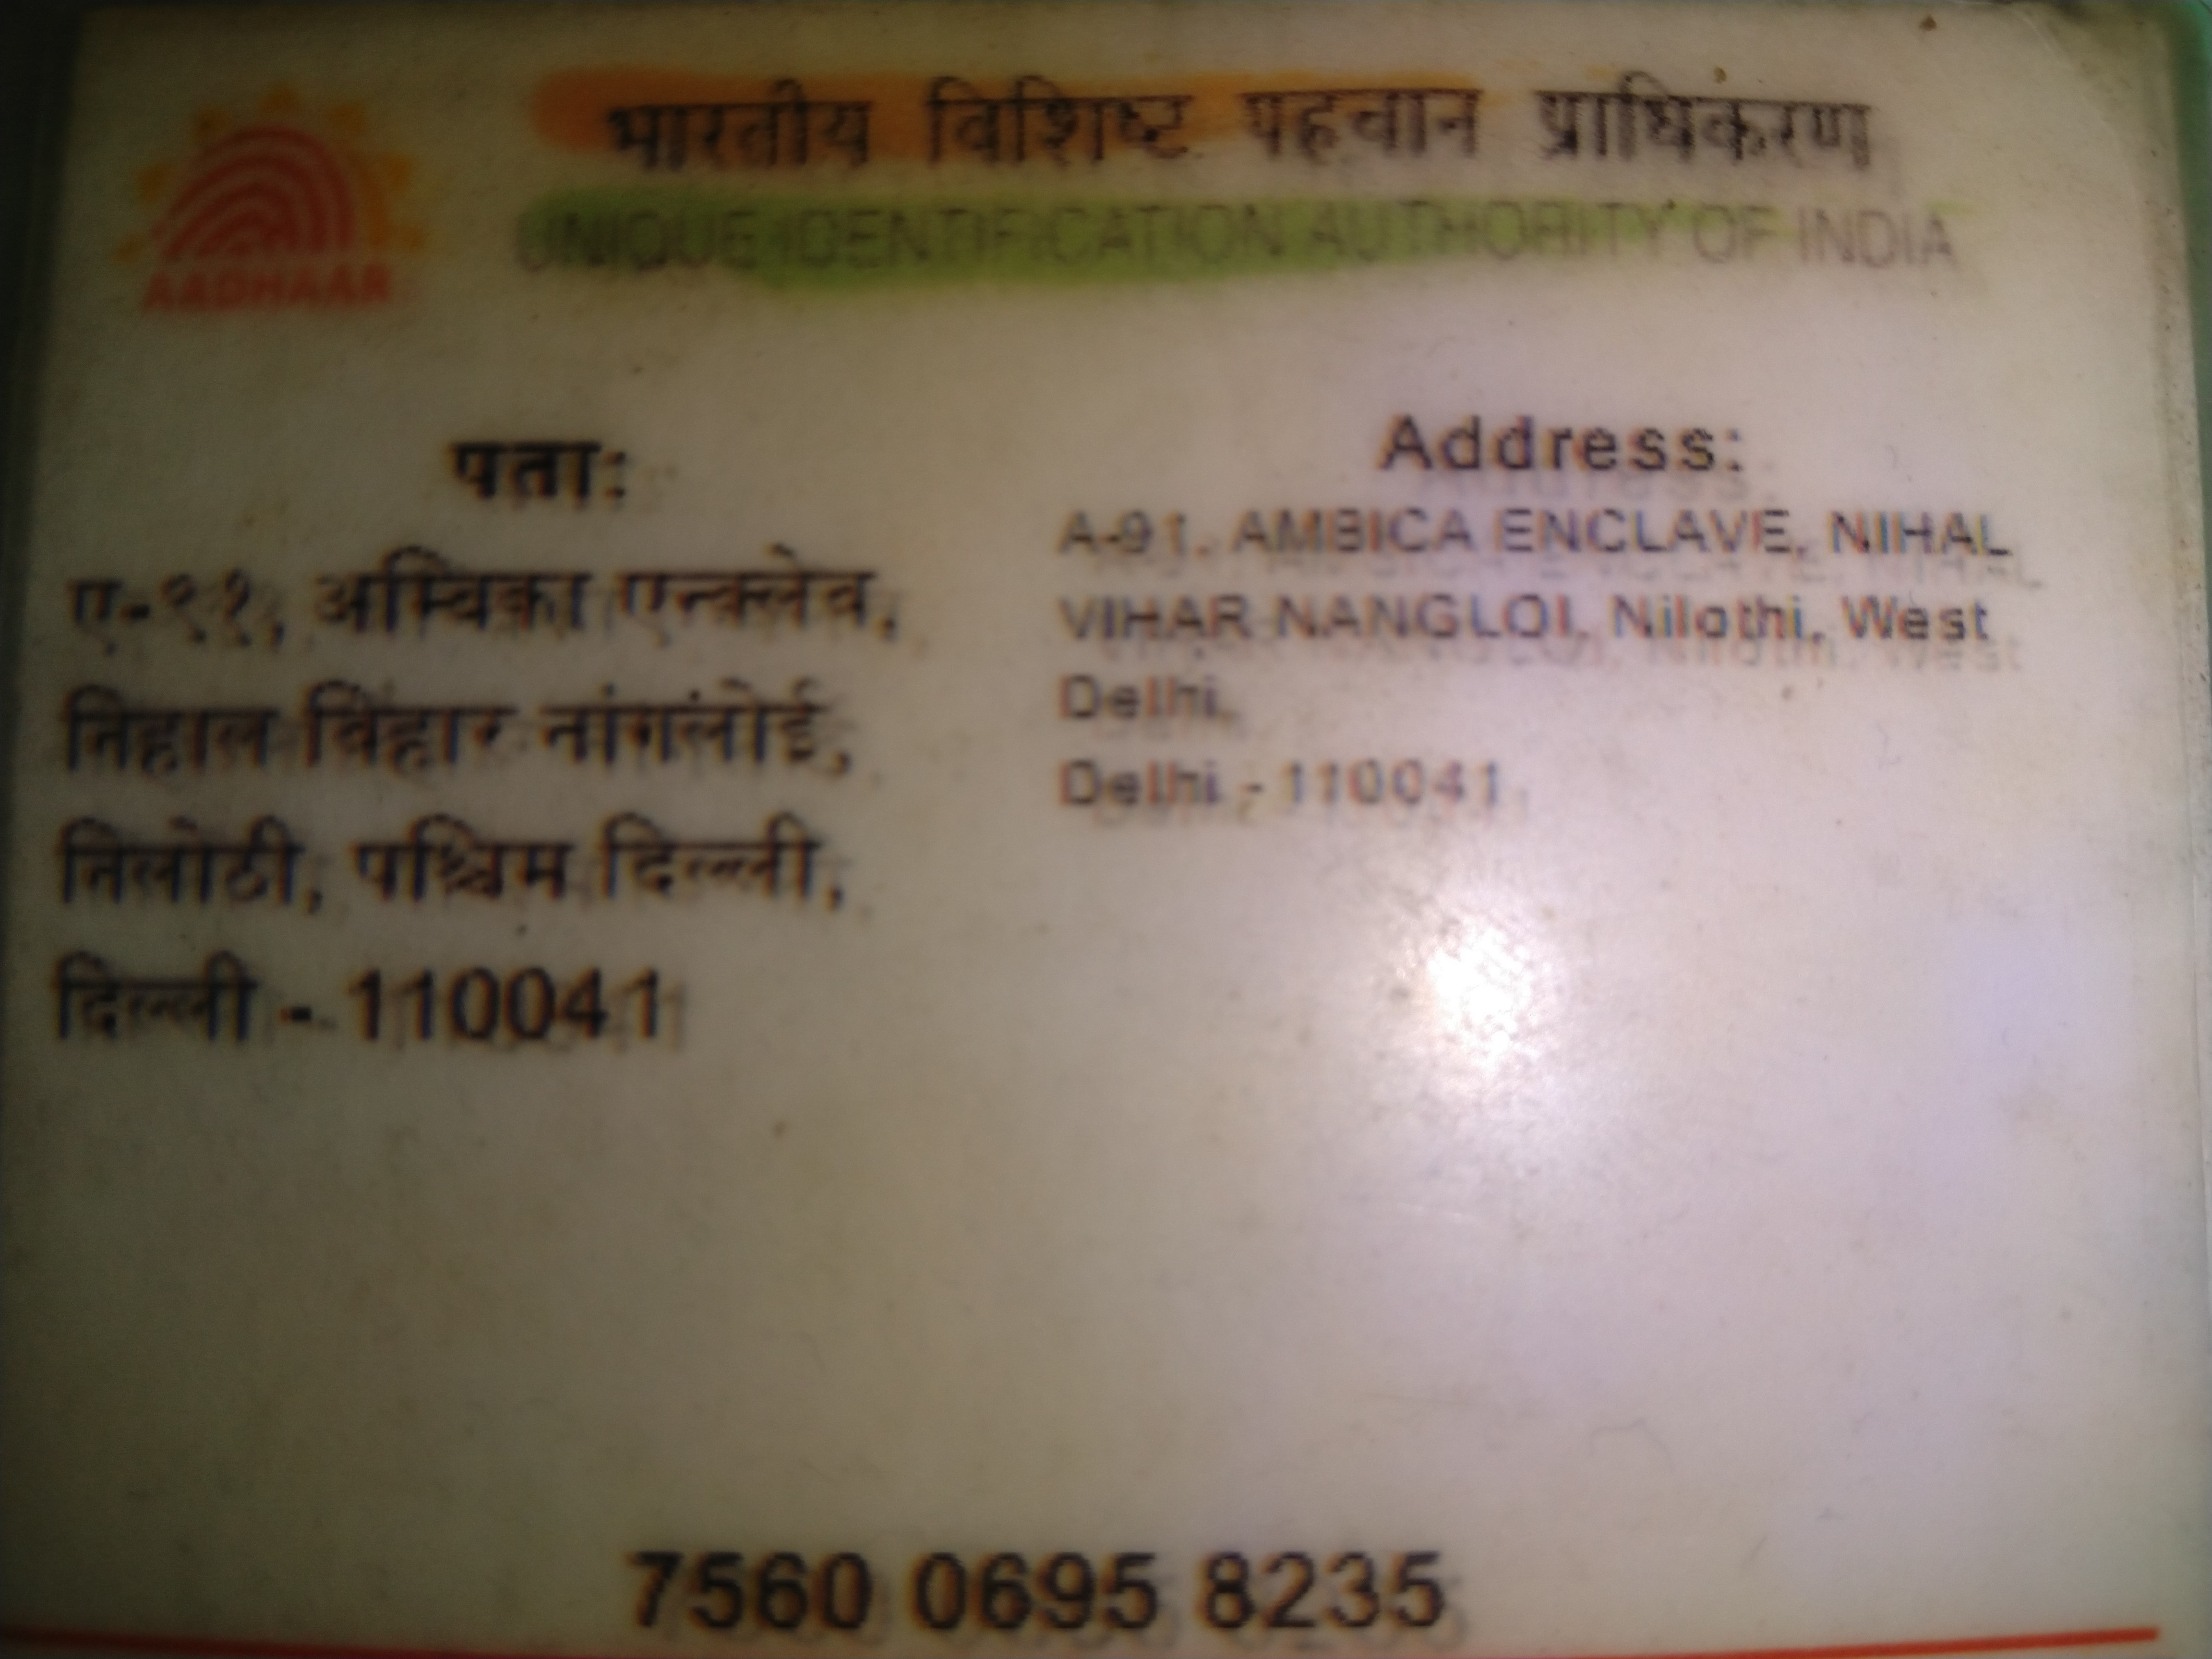 भारतीय विशिष्ट पहचान प्राधिकरण
UNIQUE IDENTIFICATION AUTHORITY OF INDIA
AADHAAR
पता:
ए-९१, अम्बिका एन्क्लेव,
निहाल विहार नांगलोई,
निलोठी, पश्चिम दिल्ली,
दिल्ली - 110041
Address:
A-91, AMBICA ENCLAVE, NIHAL
VIHAR NANGLOI, Nilothi, West
Delhi,
Delhi - 110041
7560 0695 8235